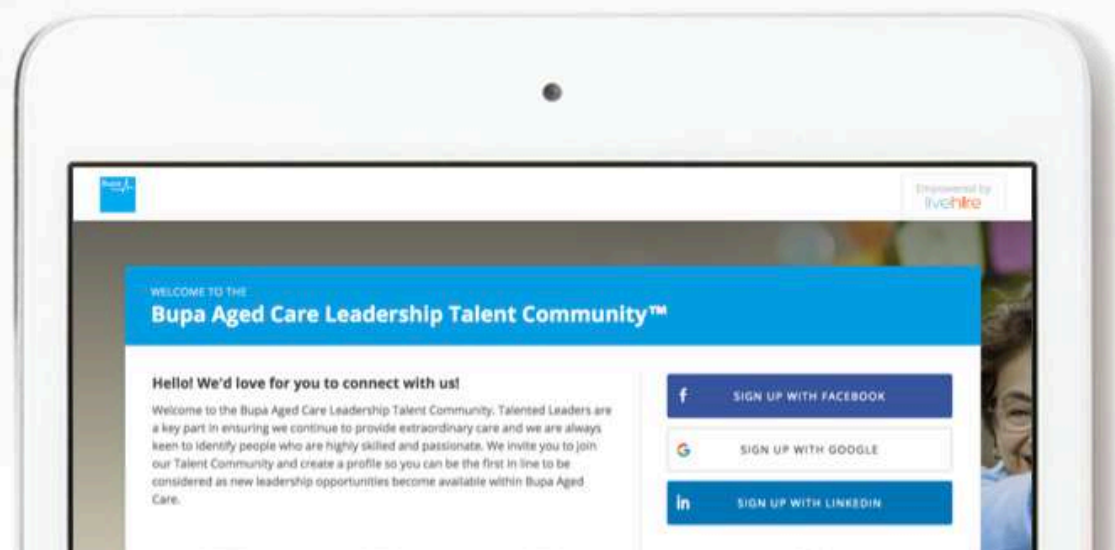 Bupa
Empowered by
livehire
WELCOME TO THE
Bupa Aged Care Leadership Talent Community™
Hello! We'd love for you to connect with us!
Welcome to the Bupa Aged Care Leadership Talent Community. Talented Leaders are
a key part in ensuring we continue to provide extraordinary care and we are always
keen to identify people who are highly skilled and passionate. We invite you to join
our Talent Community and create a profile so you can be the first in line to be
considered as new leadership opportunities become available within Bupa Aged
Care.
f SIGN UP WITH FACEBOOK
G SIGN UP WITH GOOGLE
in SIGN UP WITH LINKEDIN